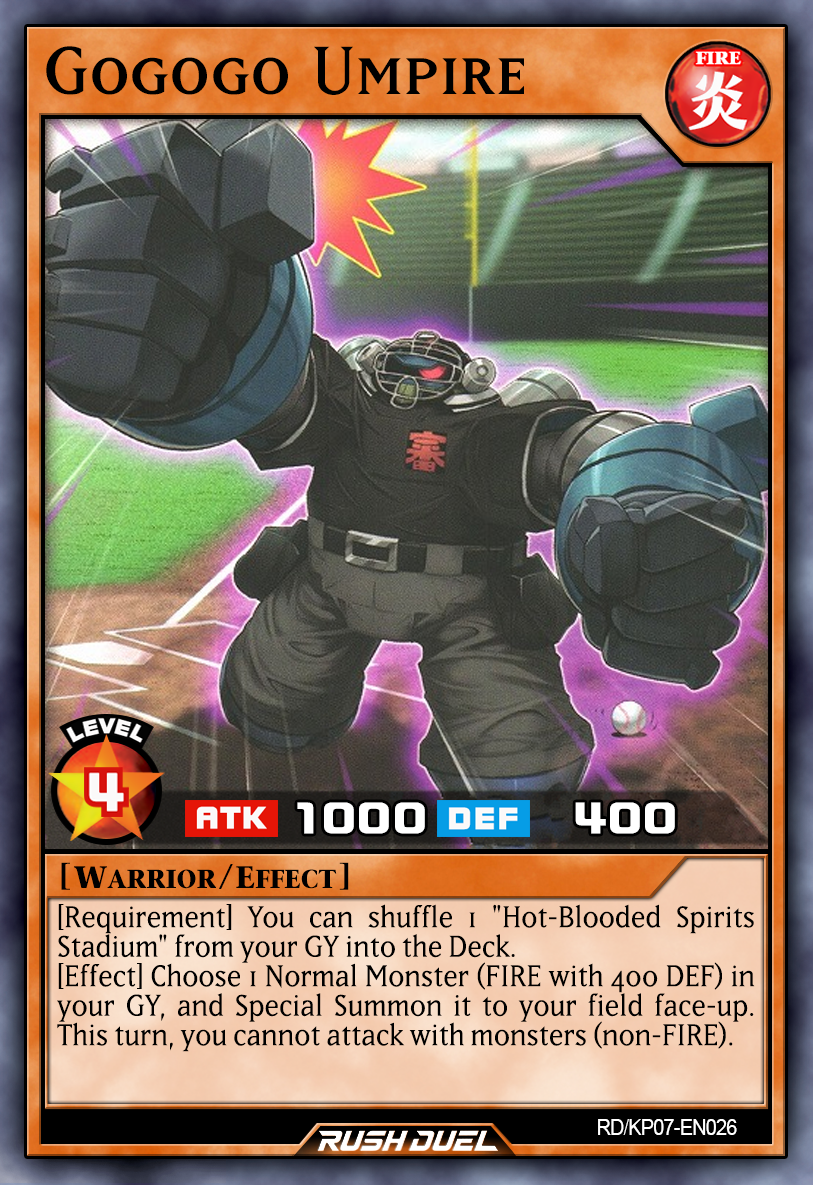 Gogogo Umpire
FIRE
炎
審
LEVEL
4
ATK 1000 DEF 400
[Warrior/Effect]
[Requirement] You can shuffle 1 "Hot-Blooded Spirits
Stadium" from your GY into the Deck.
[Effect] Choose 1 Normal Monster (FIRE with 400 DEF) in
your GY, and Special Summon it to your field face-up.
This turn, you cannot attack with monsters (non-FIRE).
RUSH DUEL
RD/KP07-EN026